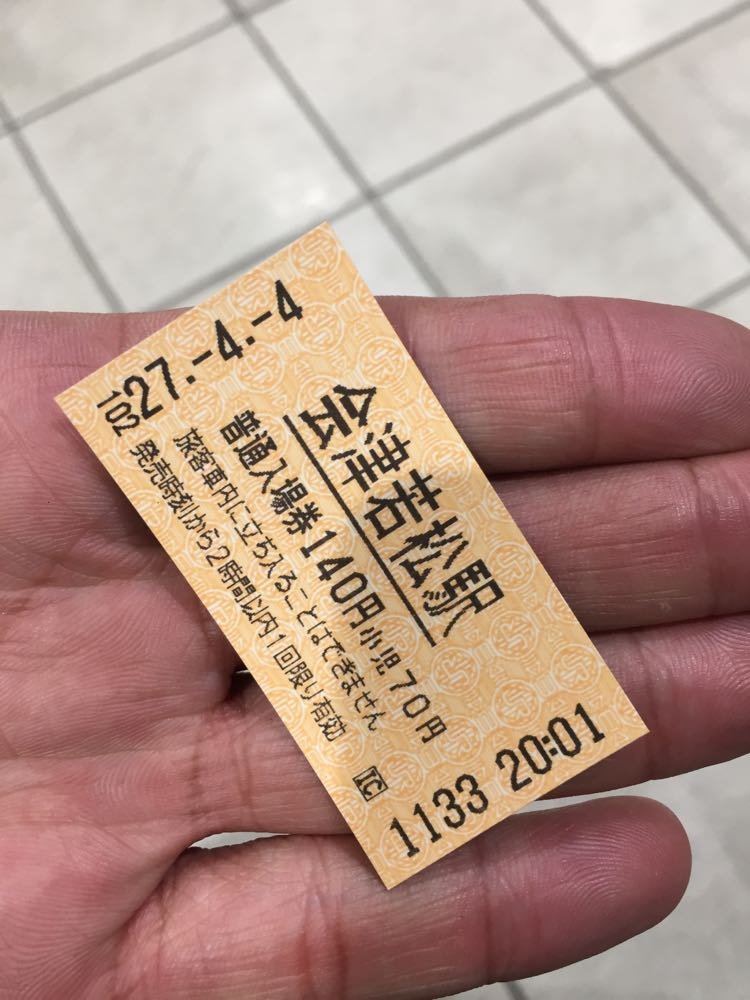 会津若松駅
普通入場券140円 小児 70円
旅客車内に立ち入ることはできません
発売時刻から2時間以内1回限り有効
102 27.-4.-4
IC
1133 20:01